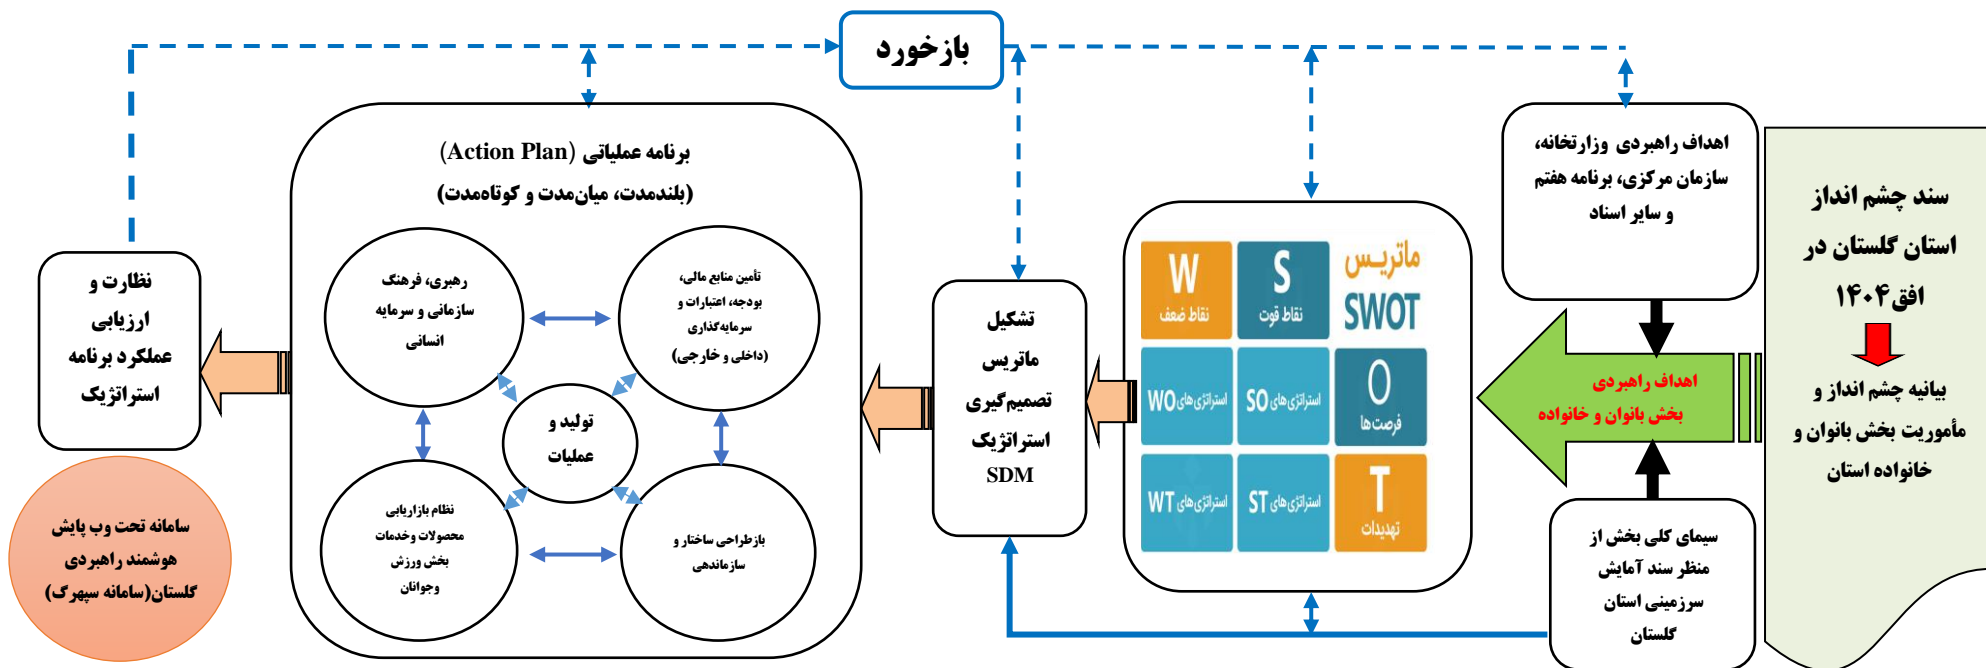 بازخورد
سند چشم انداز
استان گلستان در
افق۱۴۰۴
بیانیه چشم انداز و
مأموریت بخش بانوان و
خانواده استان
اهداف راهبردی وزارتخانه،
سازمان مرکزی، برنامه هفتم
و سایر اسناد
اهداف راهبردی
بخش بانوان و خانواده
سیمای کلی بخش از
منظر سند آمایش
سرزمینی استان
گلستان
ماتریس
SWOT
S
نقاط قوت
W
نقاط ضعف
O
فرصت‌ها
استراتژی‌های SO
استراتژی‌های WO
T
تهدیدات
استراتژی‌های ST
استراتژی‌های WT
تشکیل
ماتریس
تصمیم‌گیری
استراتژیک
SDM
برنامه عملیاتی (Action Plan)
(بلندمدت، میان‌مدت و کوتاه‌مدت)
تأمین منابع مالی،
بودجه، اعتبارات و
سرمایه‌گذاری
(داخلی و خارجی)
رهبری، فرهنگ
سازمانی و سرمایه
انسانی
تولید و
عملیات
بازطراحی ساختار و
سازماندهی
نظام بازاریابی
محصولات وخدمات
بخش ورزش
وجوانان
نظارت و
ارزیابی
عملکرد برنامه
استراتژیک
سامانه تحت وب پایش
هوشمند راهبردی
گلستان(سامانه سپهرگ)